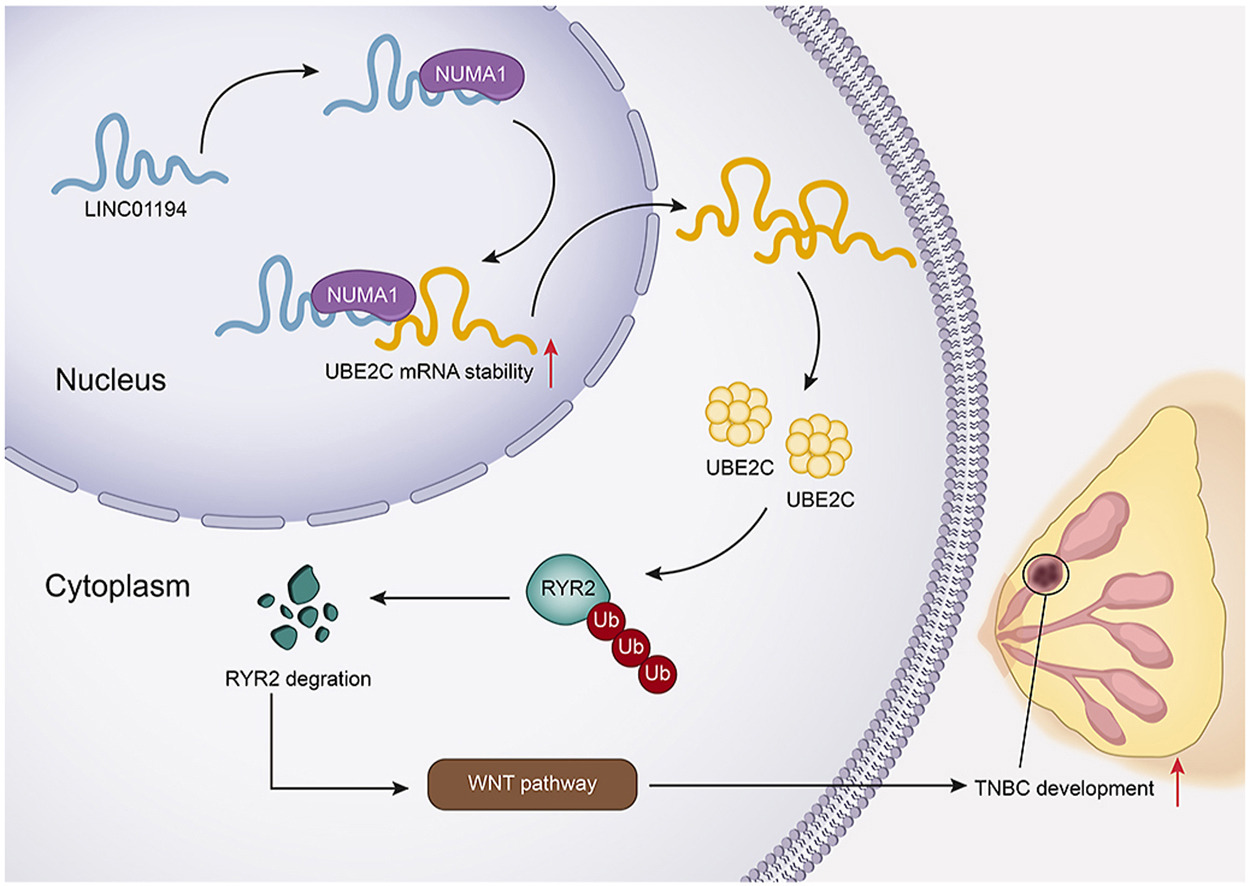 NUMA1
LINC01194
NUMA1
UBE2C mRNA stability
Nucleus
UBE2C
UBE2C
Cytoplasm
RYR2
Ub
Ub
Ub
RYR2 degration
WNT pathway
TNBC development